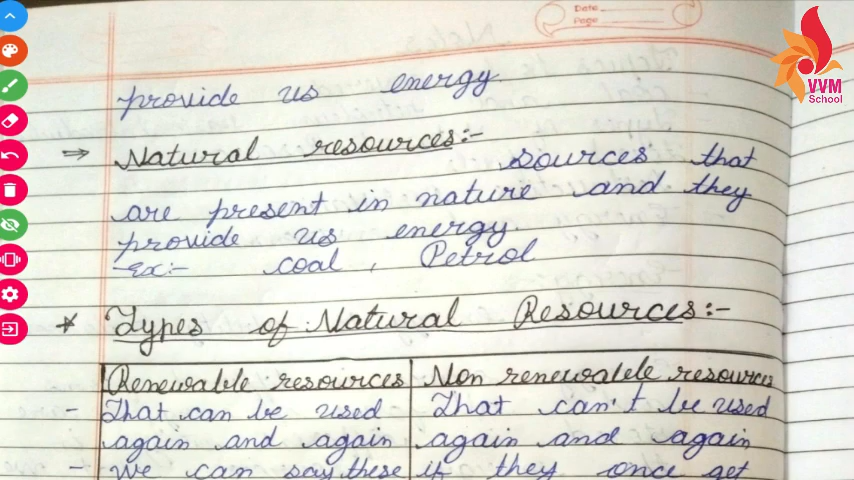 Date
Page
VVM
School
provide us energy
⇒ Natural resources:-
sources that
are present in nature and they
provide us energy.
Ex:- coal, Petrol
* Types of Natural Resources:-
Renewable resources | Non renewable resources
- That can be used | That can't be used
again and again | again and again
- We can say these | if they once get